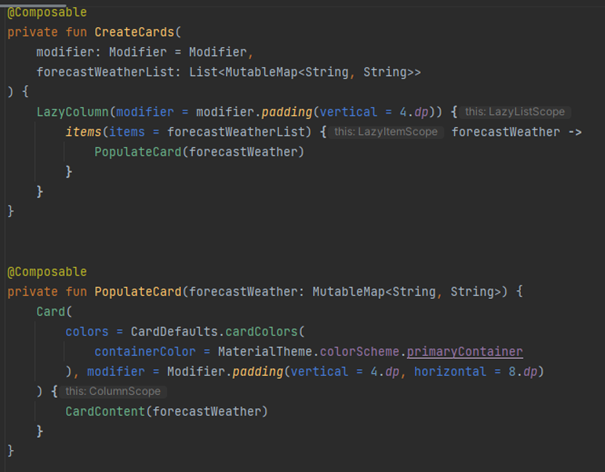 @Composable
private fun CreateCards(
    modifier: Modifier = Modifier,
    forecastWeatherList: List<MutableMap<String, String>>
) {
    LazyColumn(modifier = modifier.padding(vertical = 4.dp)) { this: LazyListScope
        items(items = forecastWeatherList) { this: LazyItemScope forecastWeather ->
            PopulateCard(forecastWeather)
        }
    }
}
@Composable
private fun PopulateCard(forecastWeather: MutableMap<String, String>) {
    Card(
        colors = CardDefaults.cardColors(
            containerColor = MaterialTheme.colorScheme.primaryContainer
        ), modifier = Modifier.padding(vertical = 4.dp, horizontal = 8.dp)
    ) { this: ColumnScope
        CardContent(forecastWeather)
    }
}